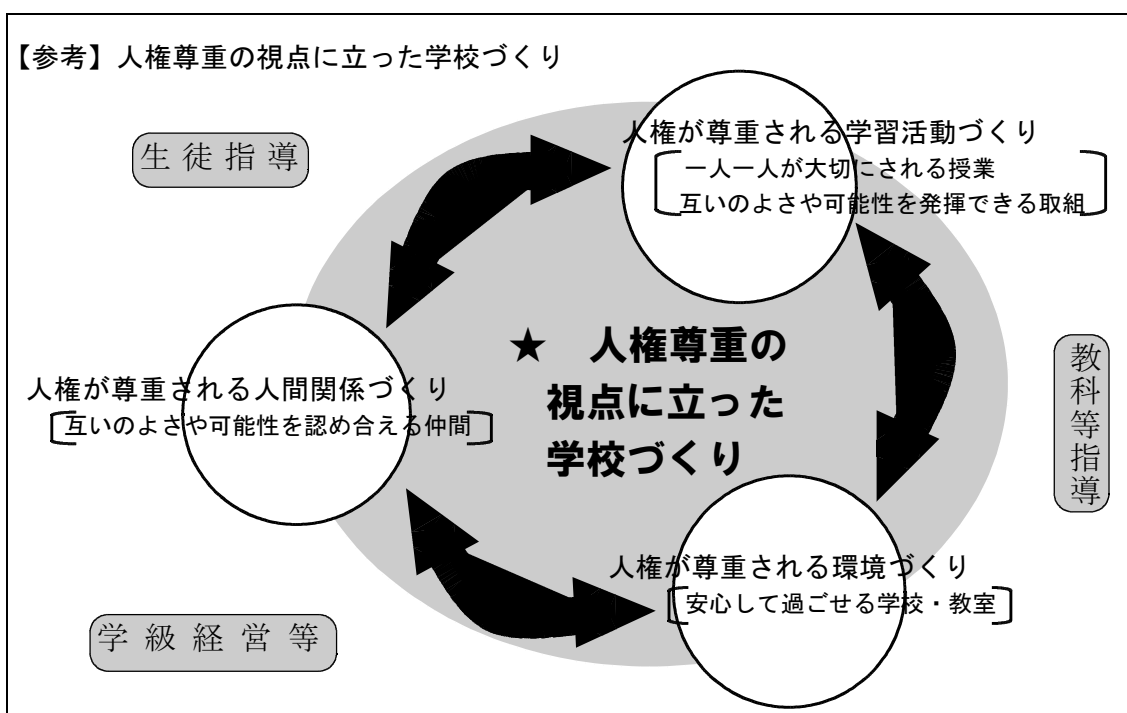 【参考】人権尊重の視点に立った学校づくり
生徒指導
人権が尊重される学習活動づくり
一人一人が大切にされる授業
互いのよさや可能性を発揮できる取組
★ 人権尊重の
視点に立った
学校づくり
教科等指導
人権が尊重される人間関係づくり
互いのよさや可能性を認め合える仲間
人権が尊重される環境づくり
安心して過ごせる学校・教室
学級経営等